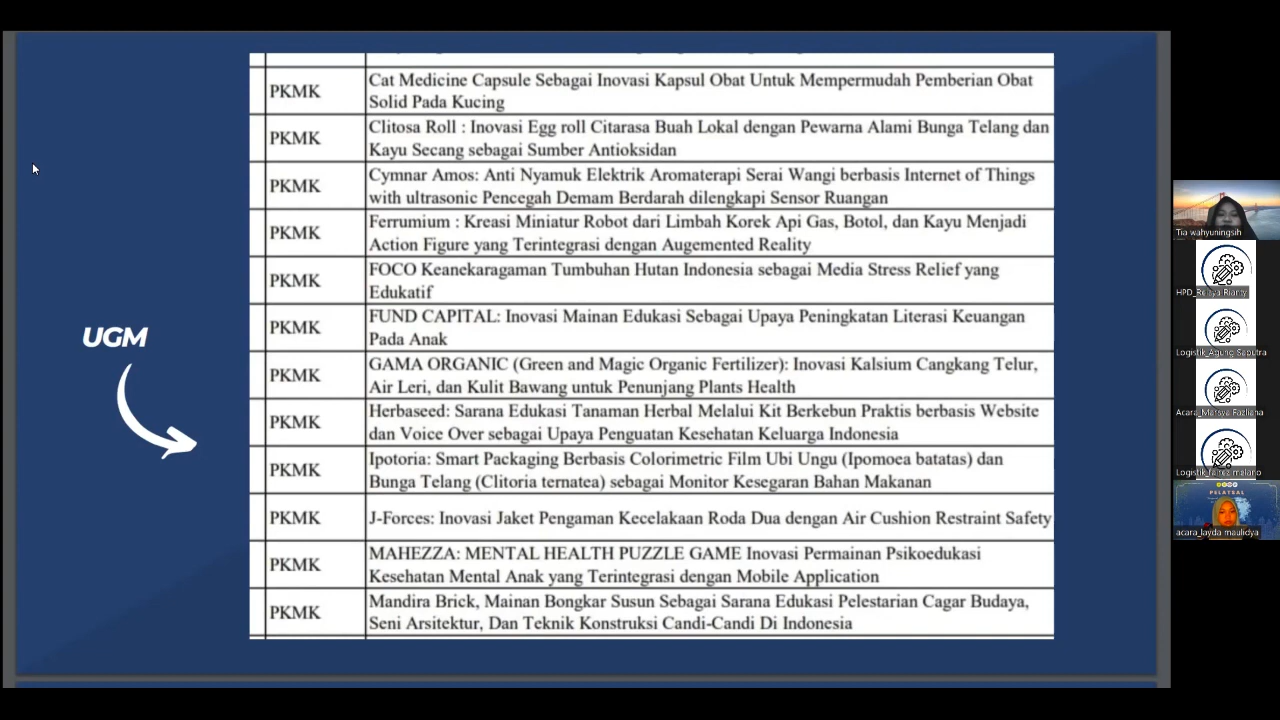 UGM
PKMK
Cat Medicine Capsule Sebagai Inovasi Kapsul Obat Untuk Mempermudah Pemberian Obat
Solid Pada Kucing
PKMK
Clitosa Roll : Inovasi Egg roll Citarasa Buah Lokal dengan Pewarna Alami Bunga Telang dan
Kayu Secang sebagai Sumber Antioksidan
PKMK
Cymnar Amos: Anti Nyamuk Elektrik Aromaterapi Serai Wangi berbasis Internet of Things
with ultrasonic Pencegah Demam Berdarah dilengkapi Sensor Ruangan
PKMK
Ferrumium : Kreasi Miniatur Robot dari Limbah Korek Api Gas, Botol, dan Kayu Menjadi
Action Figure yang Terintegrasi dengan Augemented Reality
PKMK
FOCO Keanekaragaman Tumbuhan Hutan Indonesia sebagai Media Stress Relief yang
Edukatif
PKMK
FUND CAPITAL: Inovasi Mainan Edukasi Sebagai Upaya Peningkatan Literasi Keuangan
Pada Anak
PKMK
GAMA ORGANIC (Green and Magic Organic Fertilizer): Inovasi Kalsium Cangkang Telur,
Air Leri, dan Kulit Bawang untuk Penunjang Plants Health
PKMK
Herbaseed: Sarana Edukasi Tanaman Herbal Melalui Kit Berkebun Praktis berbasis Website
dan Voice Over sebagai Upaya Penguatan Kesehatan Keluarga Indonesia
PKMK
Ipotoria: Smart Packaging Berbasis Colorimetric Film Ubi Ungu (Ipomoea batatas) dan
Bunga Telang (Clitoria ternatea) sebagai Monitor Kesegaran Bahan Makanan
PKMK
J-Forces: Inovasi Jaket Pengaman Kecelakaan Roda Dua dengan Air Cushion Restraint Safety
PKMK
MAHEZZA: MENTAL HEALTH PUZZLE GAME Inovasi Permainan Psikoedukasi
Kesehatan Mental Anak yang Terintegrasi dengan Mobile Application
PKMK
Mandira Brick, Mainan Bongkar Susun Sebagai Sarana Edukasi Pelestarian Cagar Budaya,
Seni Arsitektur, Dan Teknik Konstruksi Candi-Candi Di Indonesia
Tia wahyuningsih
Logistik_Agung Saputra
PELATSAL
acara_layda maulidya